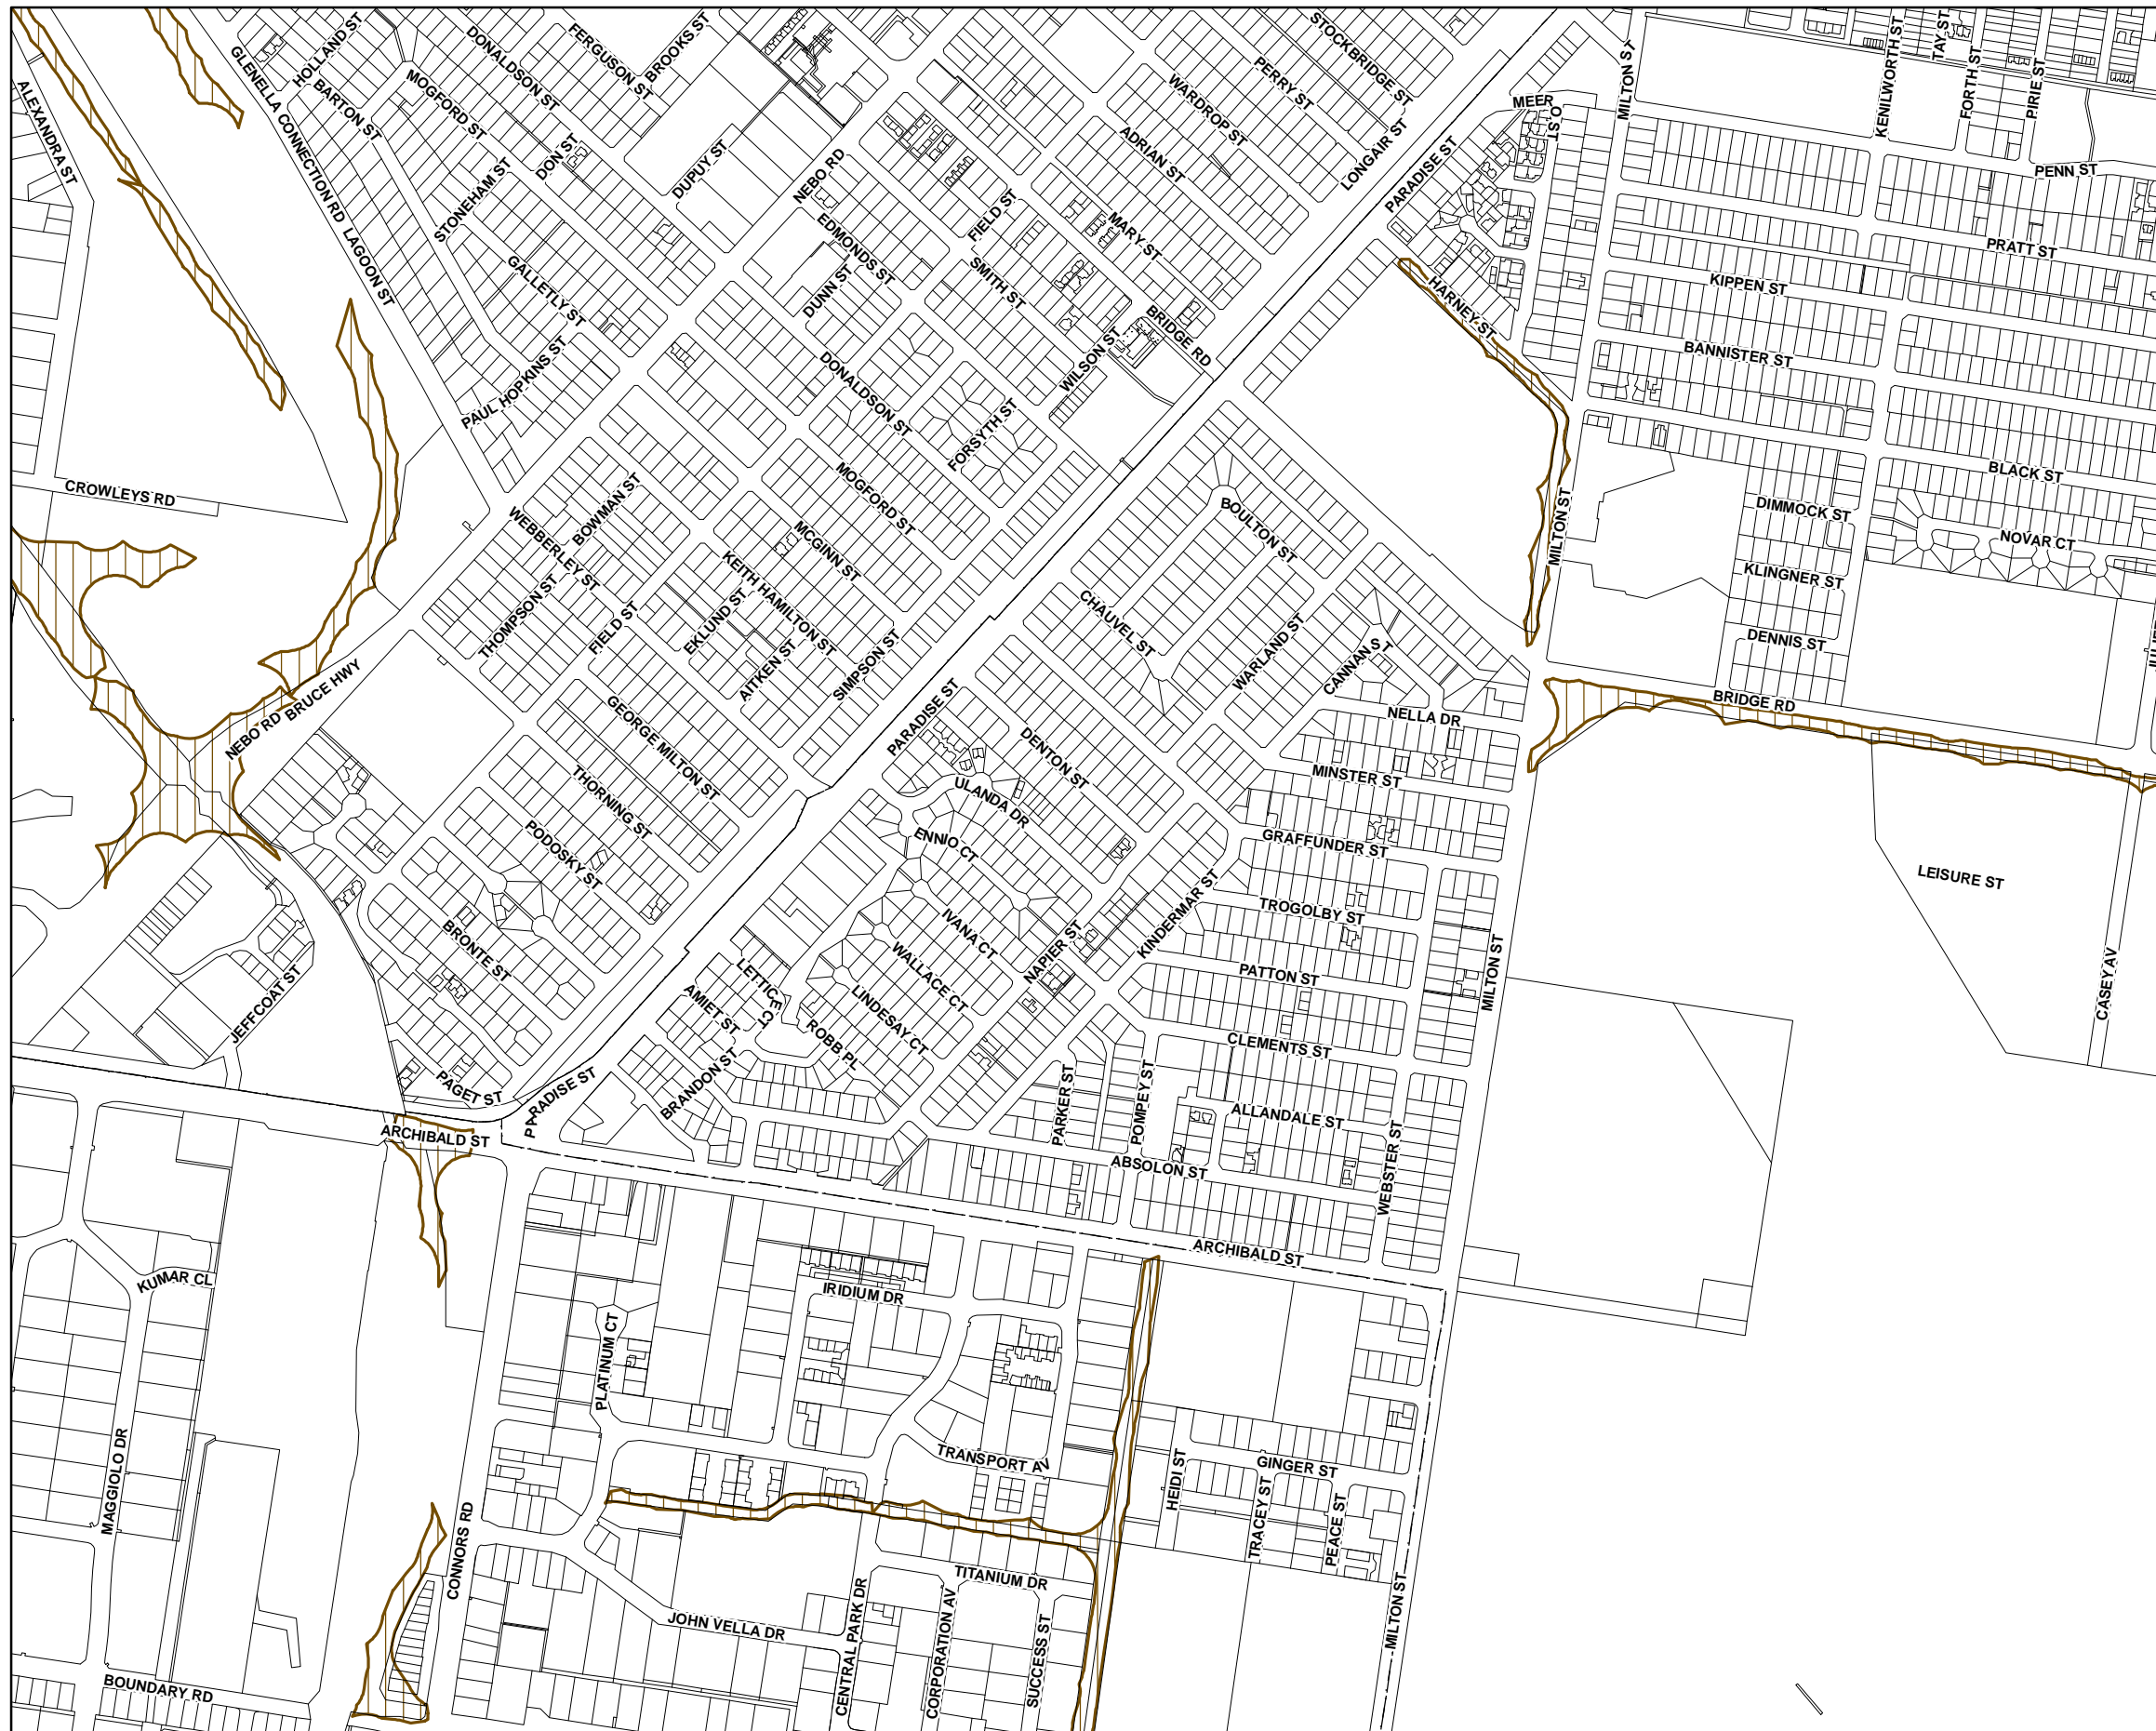 HOLLAND ST
GLENELLA CONNECTION RD
BARTON ST
DONALDSON ST
FERGUSON ST
BROOKS ST
MOGFORD ST
STOCKBRIDGE ST
PERRY ST
WARDROP ST
ADRIAN ST
LONGAIR ST
PARADISE ST
MEER
O ST
MILTON ST
KENILWORTH ST
TAY ST
FORTH ST
PIRIE ST
PENN ST
ALEXANDRA ST
LAGOON ST
STONEHAM ST
DON ST
DUPUY ST
NEBO RD
EDMONDS ST
FIELD ST
MARY ST
SMITH ST
DUNN ST
GALLETLY ST
BRIDGE RD
HARNEY ST
PRATT ST
KIPPEN ST
BANNISTER ST
PAUL HOPKINS ST
DONALDSON ST
WILSON ST
FORSYTH ST
CROWLEYS RD
WEBBERLEY ST
BOWMAN ST
MOGFORD ST
MCGINN ST
BOULTON ST
MILTON ST
BLACK ST
DIMMOCK ST
NOVAR CT
KLINGNER ST
DENNIS ST
THOMPSON ST
FIELD ST
EKLUND ST
KEITH HAMILTON ST
AITKEN ST
SIMPSON ST
CHAUVEL ST
WARLAND ST
CANNAN ST
NELLA DR
BRIDGE RD
NEBO RD
BRUCE HWY
GEORGE MILTON ST
PARADISE ST
DENTON ST
MINSTER ST
THORNING ST
ULANDA DR
PODOSKY ST
ENNIO CT
GRAFFUNDER ST
LEISURE ST
BRONTE ST
IVANA CT
NAPIER ST
KINDERMAR ST
TROGOLBY ST
WALLACE CT
PATTON ST
MILTON ST
CASEY AV
JEFFCOAT ST
LETTICE CT
AMIET ST
LINDESAY CT
ROBB PL
CLEMENTS ST
PAGET ST
PARADISE ST
BRANDON ST
PARKER ST
POMPEY ST
ALLANDALE ST
ARCHIBALD ST
ABSOLON ST
WEBSTER ST
KUMAR CL
ARCHIBALD ST
IRIDIUM DR
PLATINUM CT
MAGGIOLO DR
TRANSPORT AV
HEIDI ST
GINGER ST
TRACEY ST
PEACE ST
CONNORS RD
TITANIUM DR
MILTON ST
JOHN VELLA DR
CENTRAL PARK DR
CORPORATION AV
SUCCESS ST
BOUNDARY RD